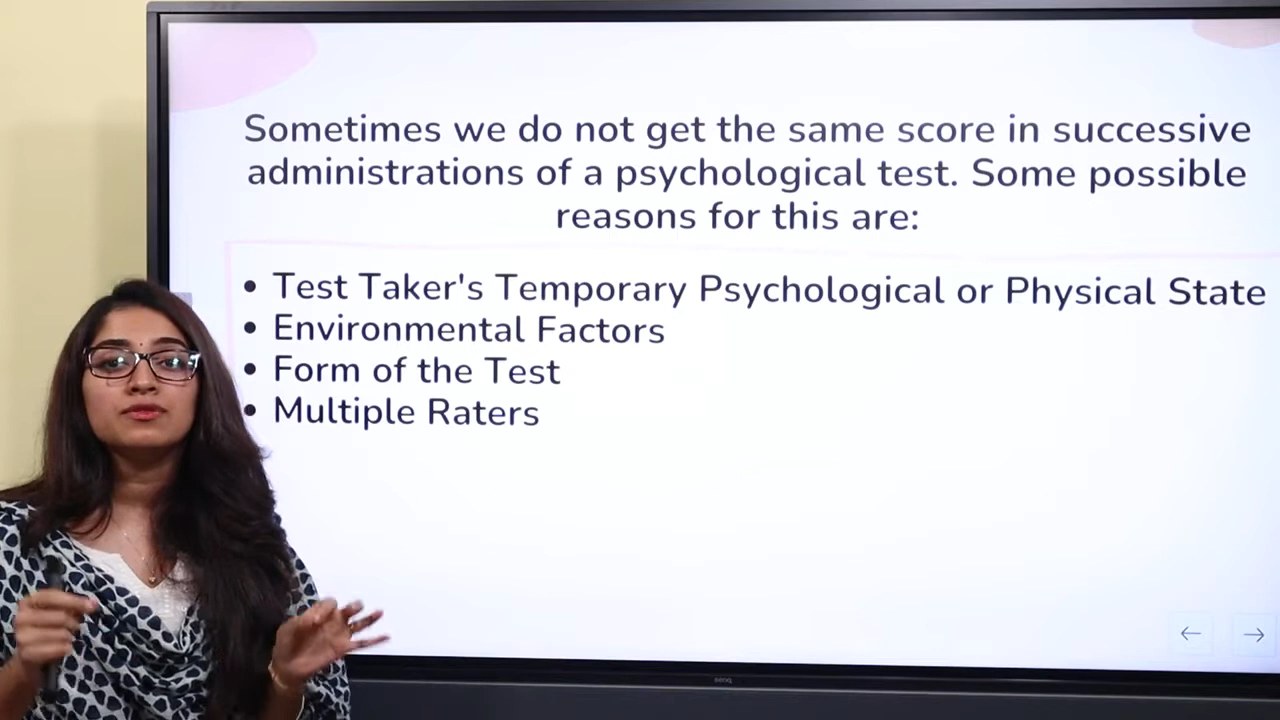 Sometimes we do not get the same score in successive
administrations of a psychological test. Some possible
reasons for this are:
• Test Taker's Temporary Psychological or Physical State
• Environmental Factors
• Form of the Test
• Multiple Raters
BenQ